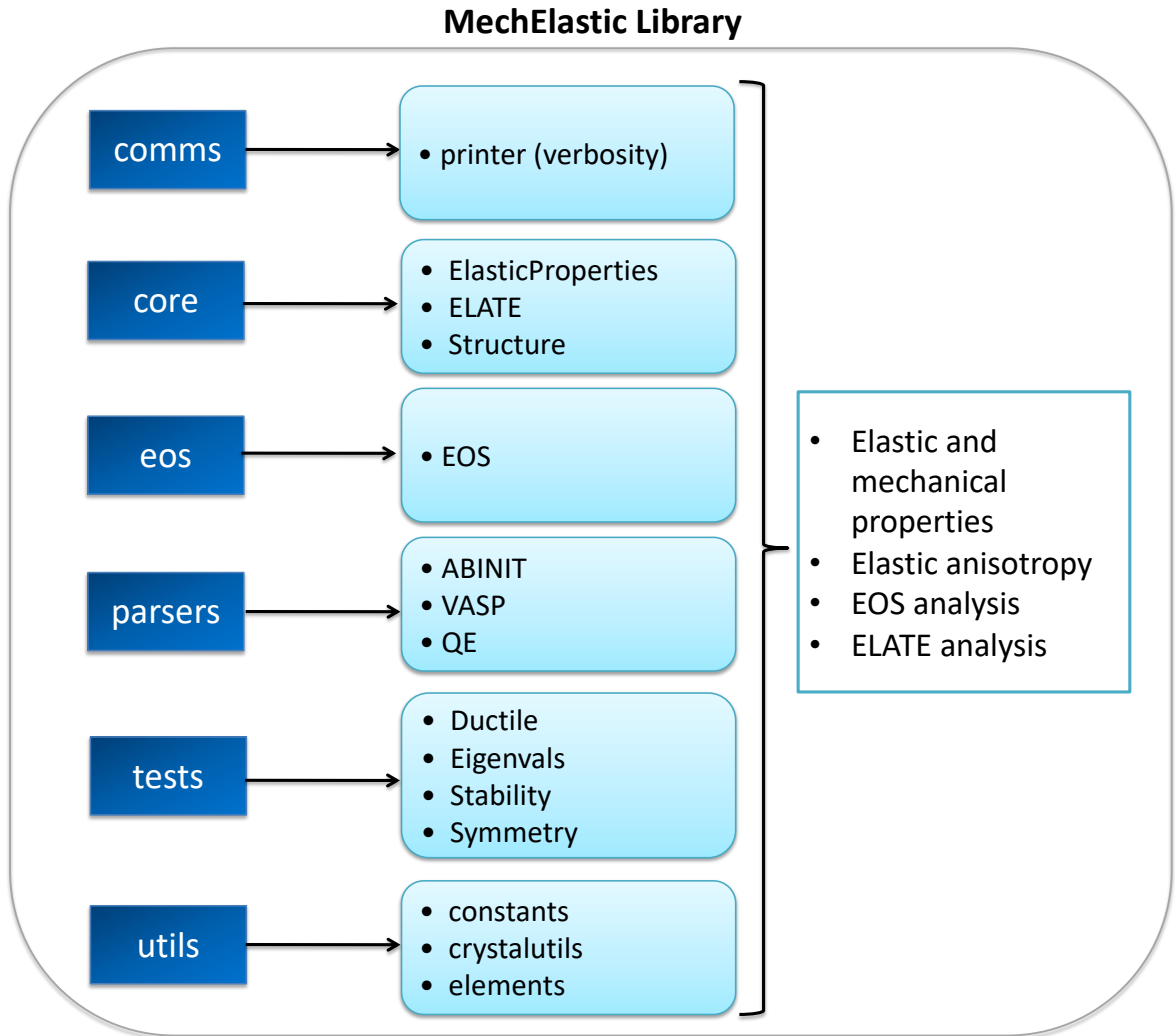 MechElastic Library
comms
• printer (verbosity)
core
• ElasticProperties
• ELATE
• Structure
eos
• EOS
parsers
• ABINIT
• VASP
• QE
tests
• Ductile
• Eigenvals
• Stability
• Symmetry
utils
• constants
• crystalutils
• elements
• Elastic and
mechanical
properties
• Elastic anisotropy
• EOS analysis
• ELATE analysis